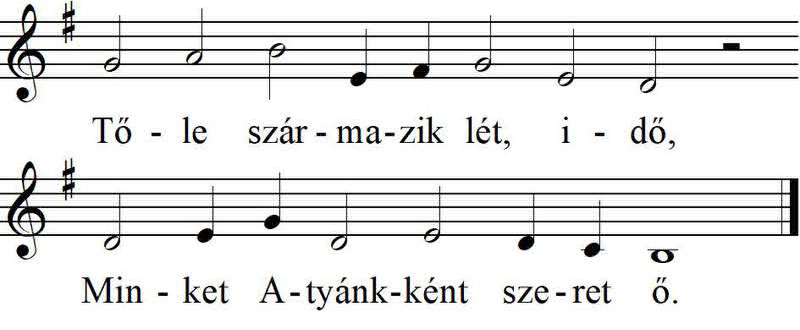 Tő - le szár - ma - zik lét, i - dő,
Min - ket A - tyánk - ként sze - ret ő.